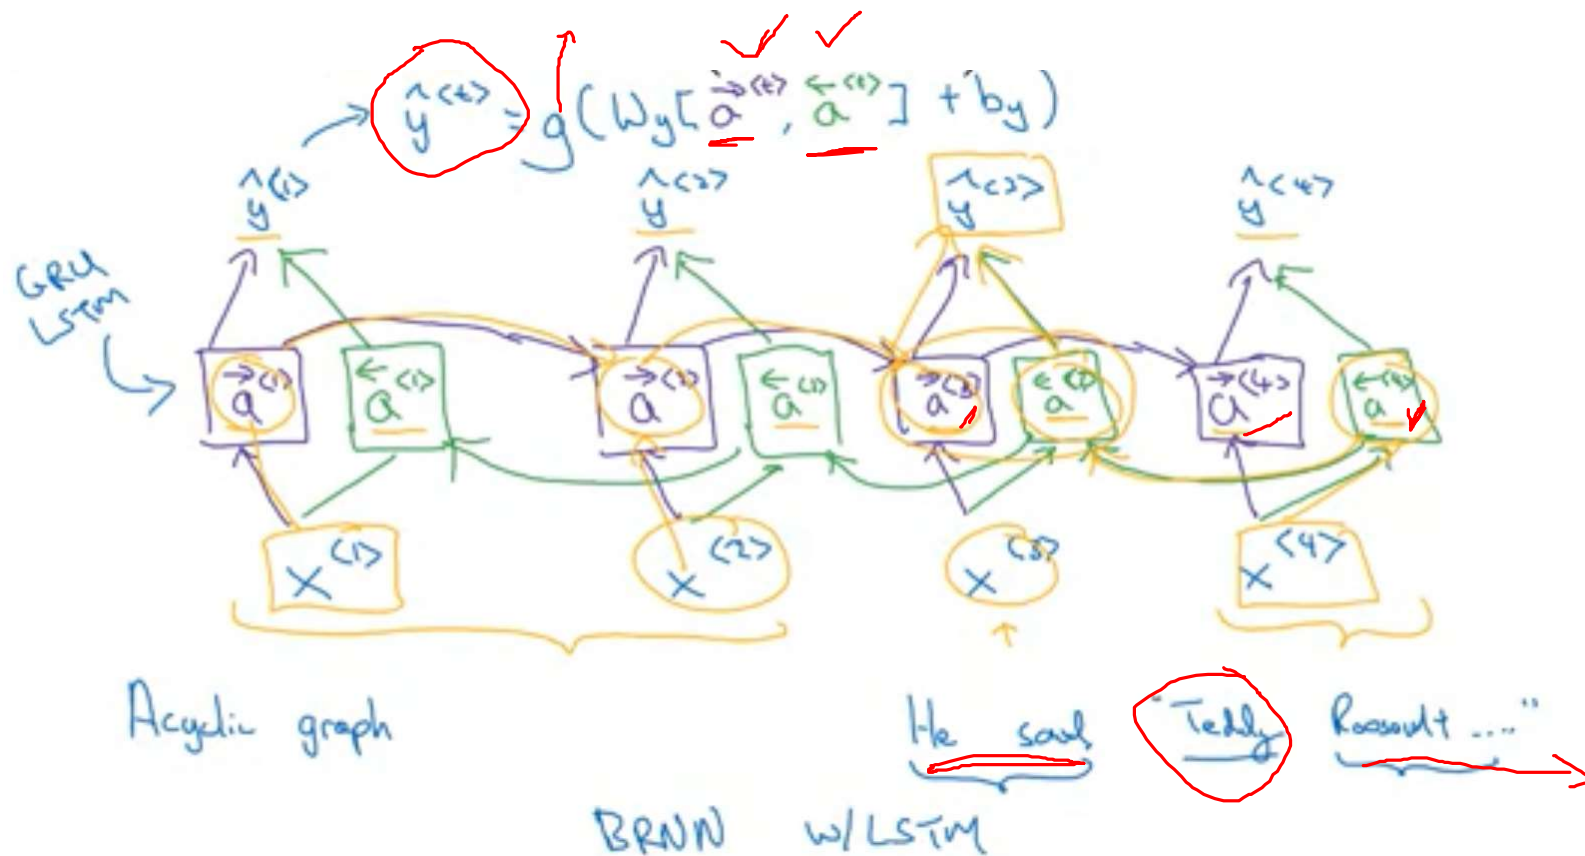 ŷ^<t> = g(Wy[a→^<t>, a←^<t>] + by)
ŷ^<1> ŷ^<2> ŷ^<3> ŷ^<4>
GRU
LSTM
a→^<1> a←^<1> a→^<2> a←^<2> a→^<3> a←^<3> a→^<4> a←^<4>
x^<1> x^<2> x^<3> x^<4>
Acyclic graph
He said, "Teddy Roosevelt ...."
BRNN w/LSTM